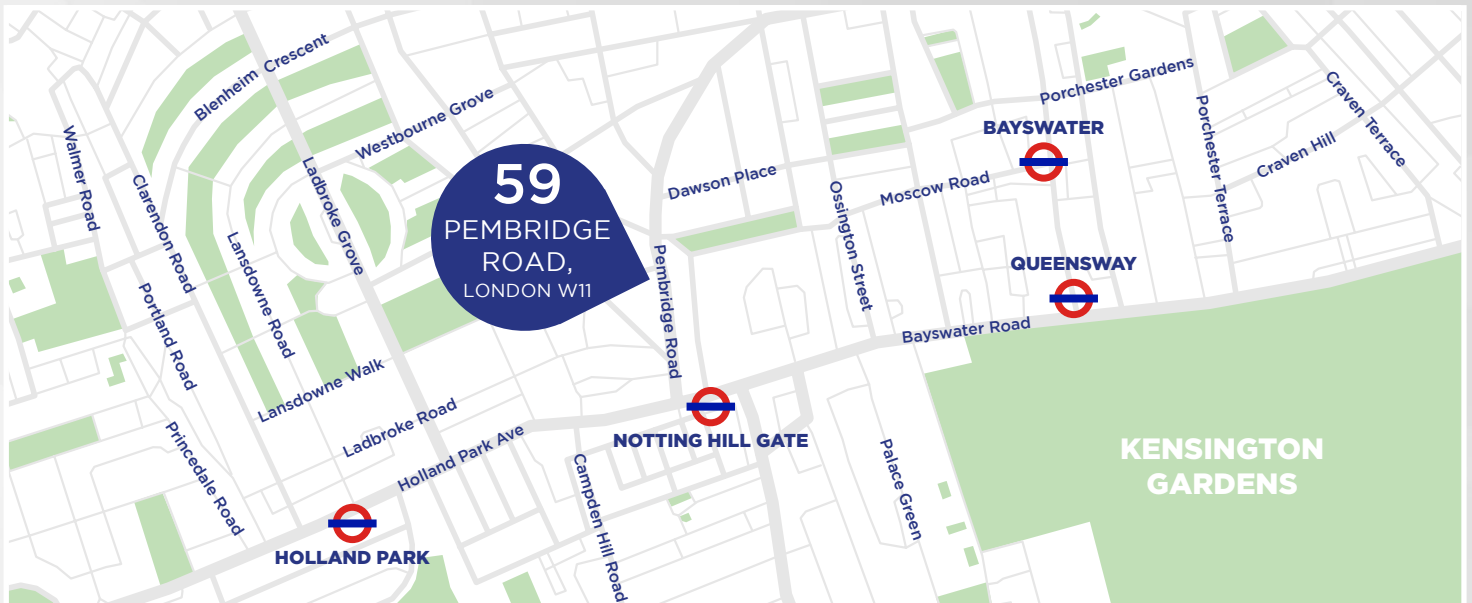 Blenheim Crescent
Westbourne Grove
Walmer Road
Clarendon Road
Ladbroke Grove
Lansdowne Road
Portland Road
Lansdowne Walk
Princedale Road
Ladbroke Road
Holland Park Ave
HOLLAND PARK
59
PEMBRIDGE
ROAD,
LONDON W11
Pembridge Road
Dawson Place
Ossington Street
Moscow Road
BAYSWATER
Porchester Gardens
Porchester Terrace
Craven Hill
Craven Terrace
QUEENSWAY
Bayswater Road
NOTTING HILL GATE
Campden Hill Road
Palace Green
KENSINGTON
GARDENS